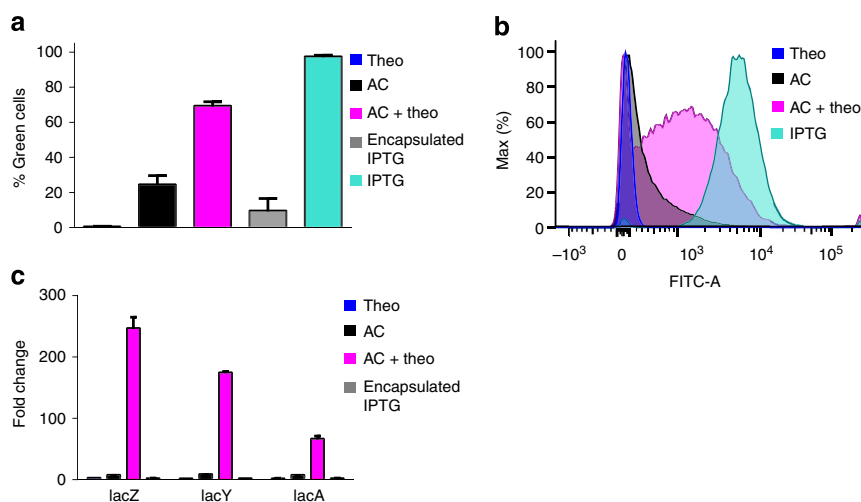 a
% Green cells
100
80
60
40
20
0
Theo
AC
AC + theo
Encapsulated
IPTG
IPTG
b
Max (%)
100
80
60
40
20
0
−10³ 0 10³ 10⁴ 10⁵
FITC-A
Theo
AC
AC + theo
IPTG
c
Fold change
300
200
100
0
lacZ lacY lacA
Theo
AC
AC + theo
Encapsulated
IPTG